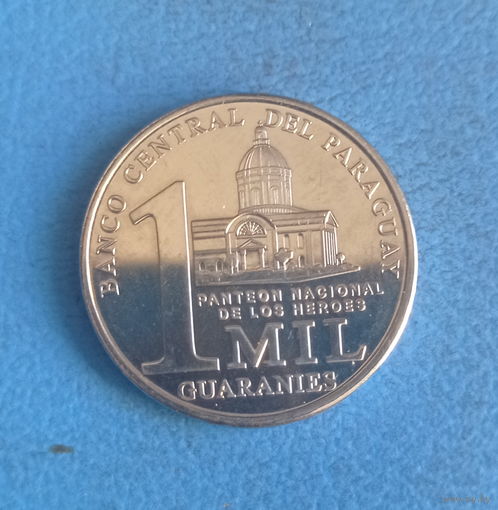 BANCO CENTRAL DEL PARAGUAY
PANTEON NACIONAL
DE LOS HEROES
1 MIL
GUARANIES